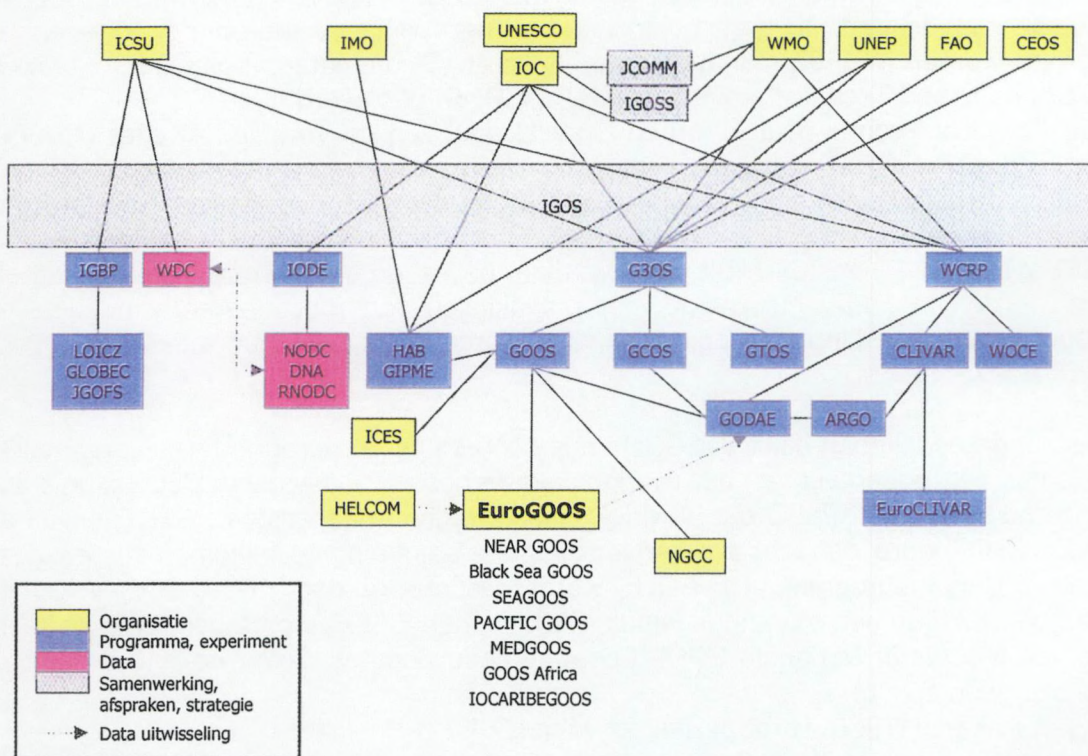 ICSU
IMO
UNESCO
IOC
JCOMM
IGOSS
WMO
UNEP
FAO
CEOS
IGOS
IGBP
WDC
IODE
G3OS
WCRP
LOICZ
GLOBEC
JGOFS
NODC
DNA
RNODC
HAB
GIPME
GOOS
GCOS
GTOS
CLIVAR
WOCE
ICES
GODAE
ARGO
HELCOM
EuroGOOS
NGCC
EuroCLIVAR
NEAR GOOS
Black Sea GOOS
SEAGOOS
PACIFIC GOOS
MEDGOOS
GOOS Africa
IOCARIBEGOOS
Organisatie
Programma, experiment
Data
Samenwerking,
afspraken, strategie
Data uitwisseling